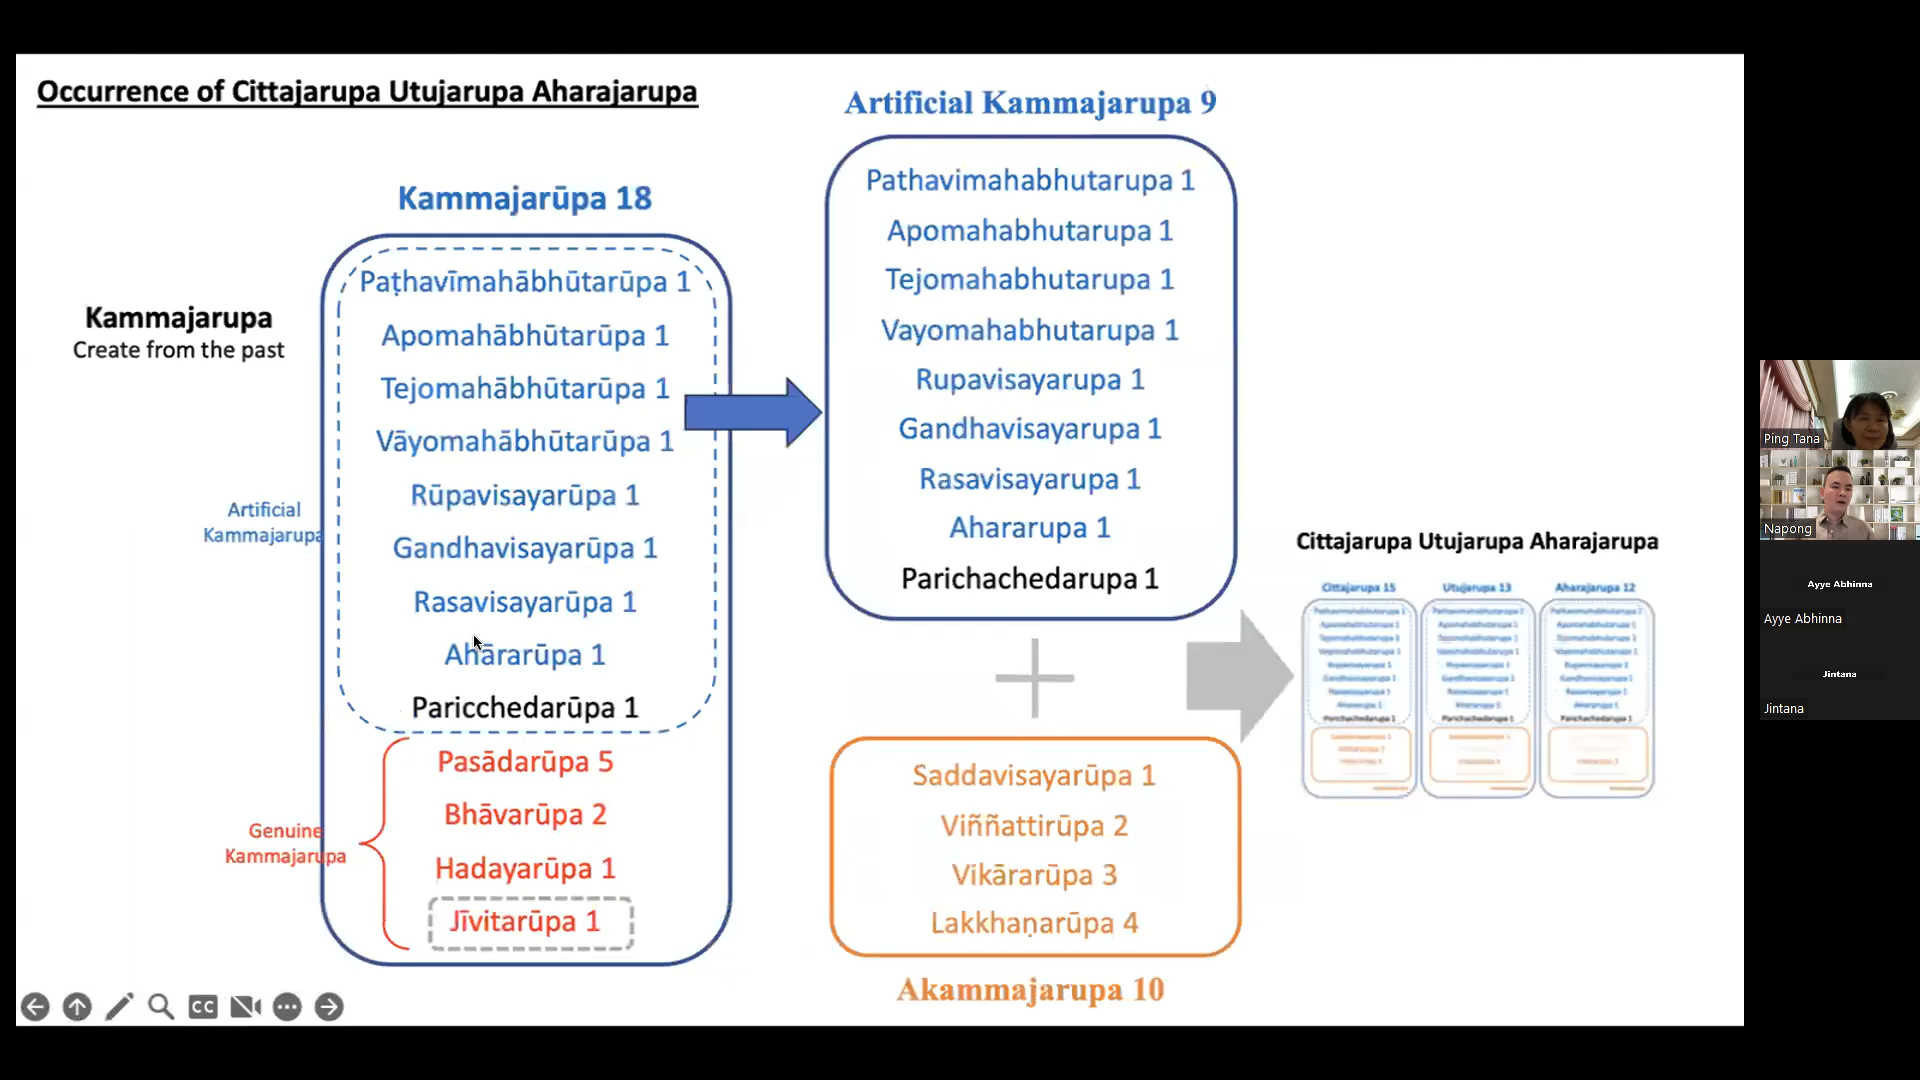 Occurrence of Cittajarupa Utujarupa Aharajarupa
Kammajarupa
Create from the past
Artificial
Kammajarupa
Genuine
Kammajarupa
Kammajarūpa 18
Paṭhavīmahābhūtarūpa 1
Apomahābhūtarūpa 1
Tejomahābhūtarūpa 1
Vāyomahābhūtarūpa 1
Rūpavisayarūpa 1
Gandhavisayarūpa 1
Rasavisayarūpa 1
Ahārarūpa 1
Paricchedarūpa 1
Pasādarūpa 5
Bhāvarūpa 2
Hadayarūpa 1
Jīvitarūpa 1
Artificial Kammajarupa 9
Pathavimahabhutarupa 1
Apomahabhutarupa 1
Tejomahabhutarupa 1
Vayomahabhutarupa 1
Rupavisayarupa 1
Gandhavisayarupa 1
Rasavisayarupa 1
Ahararupa 1
Parichachedarupa 1
Saddavisayarūpa 1
Viññattirūpa 2
Vikārarūpa 3
Lakkhaṇarūpa 4
Akammajarupa 10
Cittajarupa Utujarupa Aharajarupa
Cittajarupa 15
Utujarupa 13
Aharajarupa 12
CC
Ping Tana
Napong
Ayye Abhinna
Ayye Abhinna
Jintana
Jintana